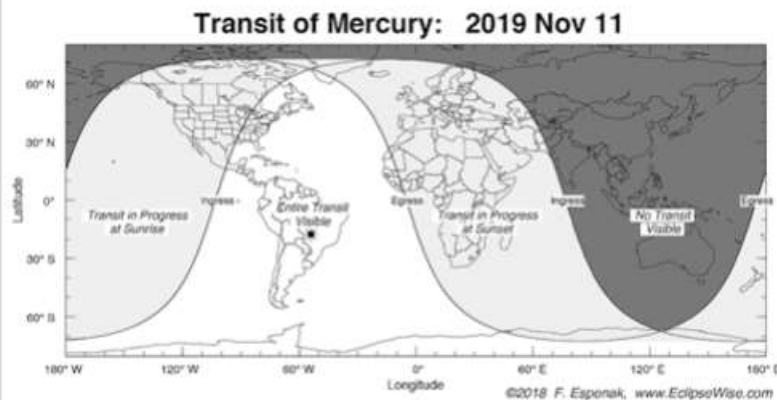 Transit of Mercury: 2019 Nov 11
60° N
30° N
0°
30° S
60° S
Latitude
Transit in Progress
at Sunrise
Ingress
Entire Transit
Visible
Egress
Transit in Progress
at Sunset
Ingress
No Transit
Visible
Egress
180° W
120° W
60° W
0°
60° E
120° E
160°
Longitude
©2018 F. Espenak, www.EclipseWise.com